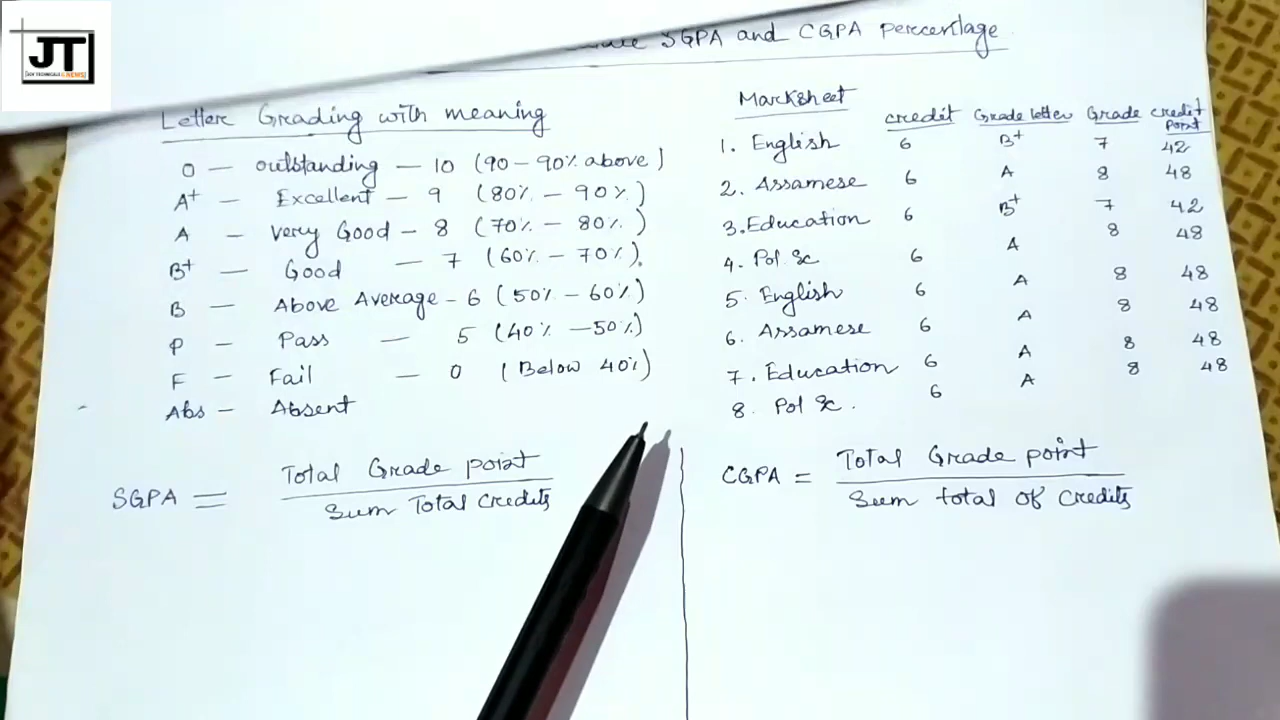 JT
SGPA and CGPA percentage
Letter Grading with meaning
O — outstanding — 10 (90 – 90% above)
A+ — Excellent — 9 (80% – 90%)
A — Very Good – 8 (70% – 80%)
B+ — Good — 7 (60% – 70%)
B — Above Average – 6 (50% – 60%)
P — Pass — 5 (40% – 50%)
F — Fail — 0 (Below 40%)
Abs – Absent
SGPA = Total Grade point
Sum Total Credits
Marksheet credit Grade letter Grade credit point
1. English 6 B+ 7 42
2. Assamese 6 A 8 48
3. Education 6 B+ 7 42
4. Pol. Sc 6 A 8 48
5. English 6 A 8 48
6. Assamese 6 A 8 48
7. Education 6 A 8 48
8. Pol Sc. 6 A 8 48
CGPA = Total Grade point
Sum total of Credits